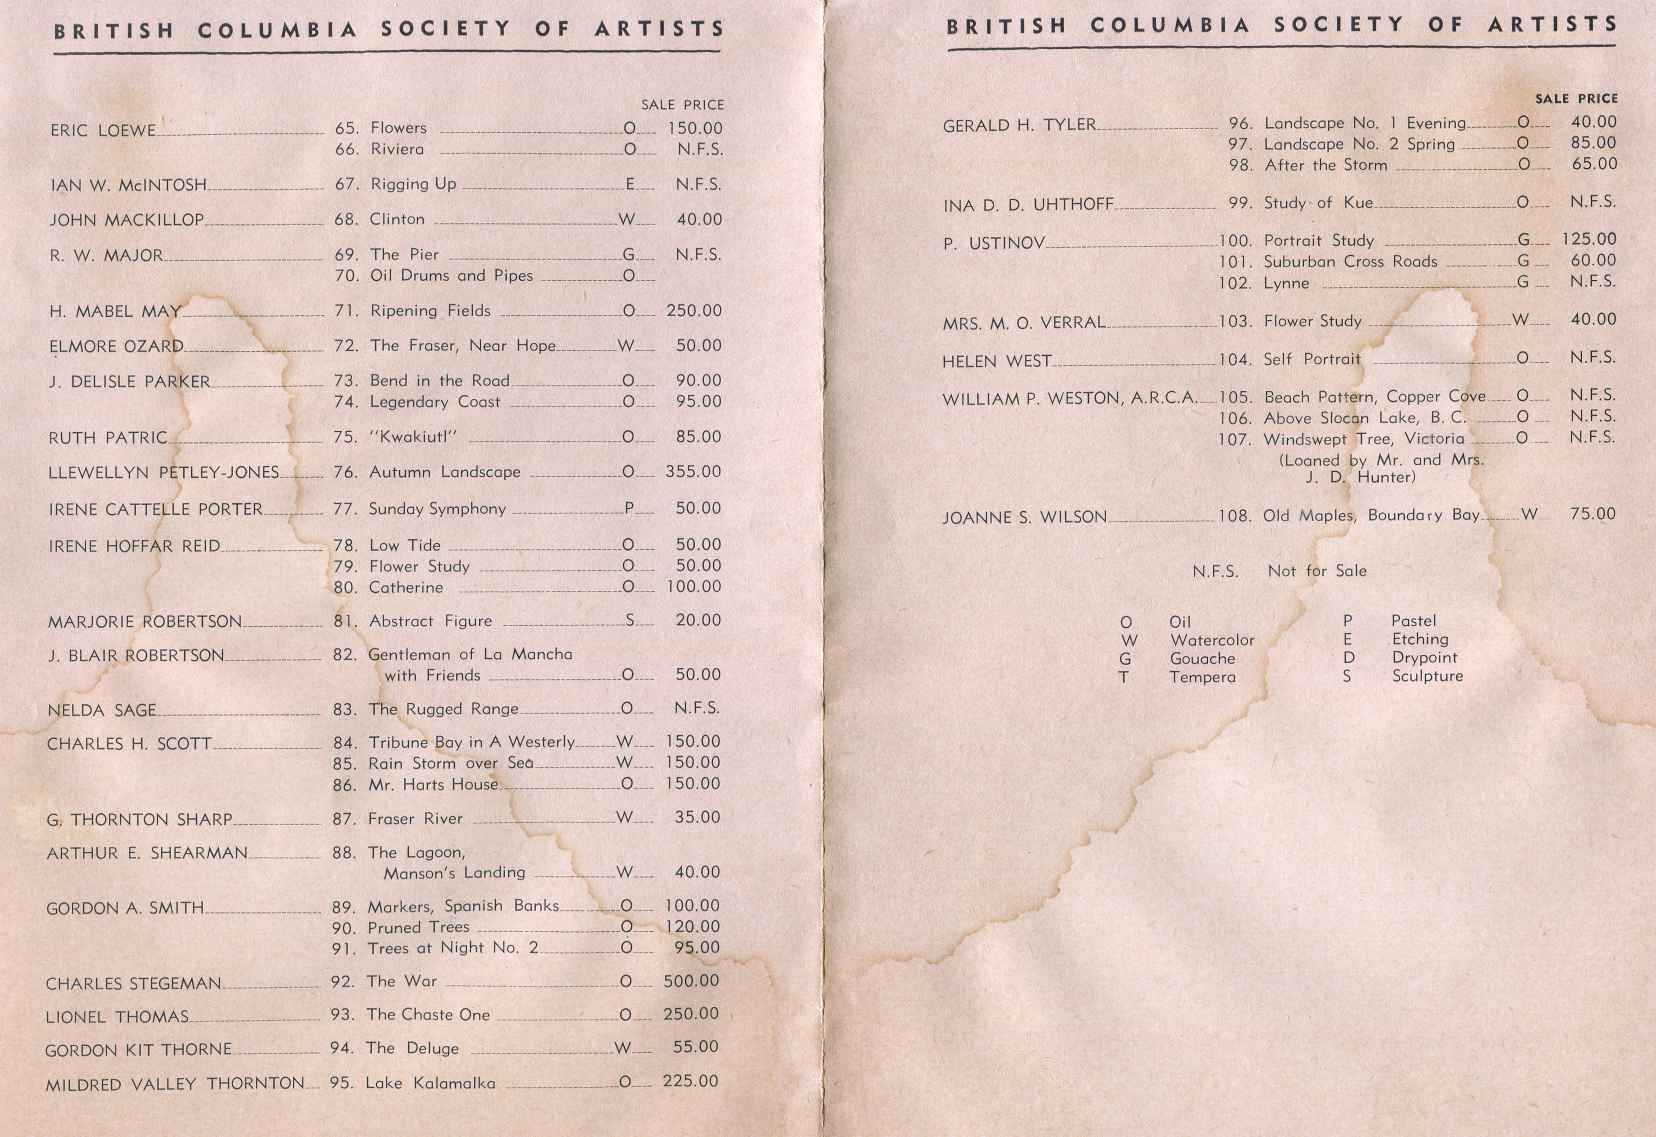 BRITISH COLUMBIA SOCIETY OF ARTISTS
SALE PRICE
ERIC LOEWE 65. Flowers O 150.00
66. Riviera O N.F.S.
IAN W. McINTOSH 67. Rigging Up E N.F.S.
JOHN MACKILLOP 68. Clinton W 40.00
R. W. MAJOR 69. The Pier G N.F.S.
70. Oil Drums and Pipes O
H. MABEL MAY 71. Ripening Fields O 250.00
ELMORE OZARD 72. The Fraser, Near Hope W 50.00
J. DELISLE PARKER 73. Bend in the Road O 90.00
74. Legendary Coast O 95.00
RUTH PATRIC 75. "Kwakiutl" O 85.00
LLEWELLYN PETLEY-JONES 76. Autumn Landscape O 355.00
IRENE CATTELLE PORTER 77. Sunday Symphony P 50.00
IRENE HOFFAR REID 78. Low Tide O 50.00
79. Flower Study O 50.00
80. Catherine O 100.00
MARJORIE ROBERTSON 81. Abstract Figure S 20.00
J. BLAIR ROBERTSON 82. Gentleman of La Mancha
with Friends O 50.00
NELDA SAGE 83. The Rugged Range O N.F.S.
CHARLES H. SCOTT 84. Tribune Bay in A Westerly W 150.00
85. Rain Storm over Sea W 150.00
86. Mr. Harts House O 150.00
G. THORNTON SHARP 87. Fraser River W 35.00
ARTHUR E. SHEARMAN 88. The Lagoon,
Manson's Landing W 40.00
GORDON A. SMITH 89. Markers, Spanish Banks O 100.00
90. Pruned Trees O 120.00
91. Trees at Night No. 2 O 95.00
CHARLES STEGEMAN 92. The War O 500.00
LIONEL THOMAS 93. The Chaste One O 250.00
GORDON KIT THORNE 94. The Deluge W 55.00
MILDRED VALLEY THORNTON 95. Lake Kalamalka O 225.00
BRITISH COLUMBIA SOCIETY OF ARTISTS
SALE PRICE
GERALD H. TYLER 96. Landscape No. 1 Evening O 40.00
97. Landscape No. 2 Spring O 85.00
98. After the Storm O 65.00
INA D. D. UHTHOFF 99. Study of Kue O N.F.S.
P. USTINOV 100. Portrait Study G 125.00
101. Suburban Cross Roads G 60.00
102. Lynne G N.F.S.
MRS. M. O. VERRAL 103. Flower Study W 40.00
HELEN WEST 104. Self Portrait O N.F.S.
WILLIAM P. WESTON, A.R.C.A. 105. Beach Pattern, Copper Cove O N.F.S.
106. Above Slocan Lake, B. C. O N.F.S.
107. Windswept Tree, Victoria O N.F.S.
(Loaned by Mr. and Mrs.
J. D. Hunter)
JOANNE S. WILSON 108. Old Maples, Boundary Bay W 75.00
N.F.S. Not for Sale
O Oil P Pastel
W Watercolor E Etching
G Gouache D Drypoint
T Tempera S Sculpture